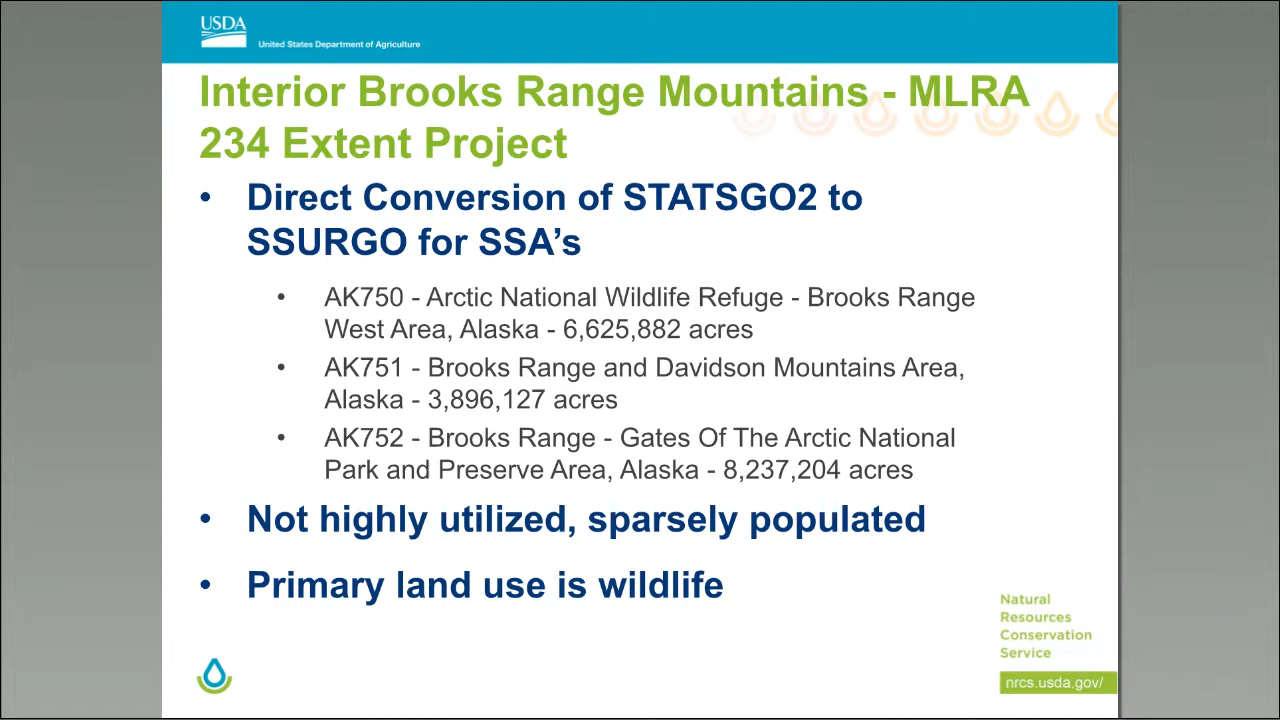 USDA
United States Department of Agriculture
Interior Brooks Range Mountains - MLRA
234 Extent Project
• Direct Conversion of STATSGO2 to
SSURGO for SSA’s
• AK750 - Arctic National Wildlife Refuge - Brooks Range
West Area, Alaska - 6,625,882 acres
• AK751 - Brooks Range and Davidson Mountains Area,
Alaska - 3,896,127 acres
• AK752 - Brooks Range - Gates Of The Arctic National
Park and Preserve Area, Alaska - 8,237,204 acres
• Not highly utilized, sparsely populated
• Primary land use is wildlife
Natural
Resources
Conservation
Service
nrcs.usda.gov/